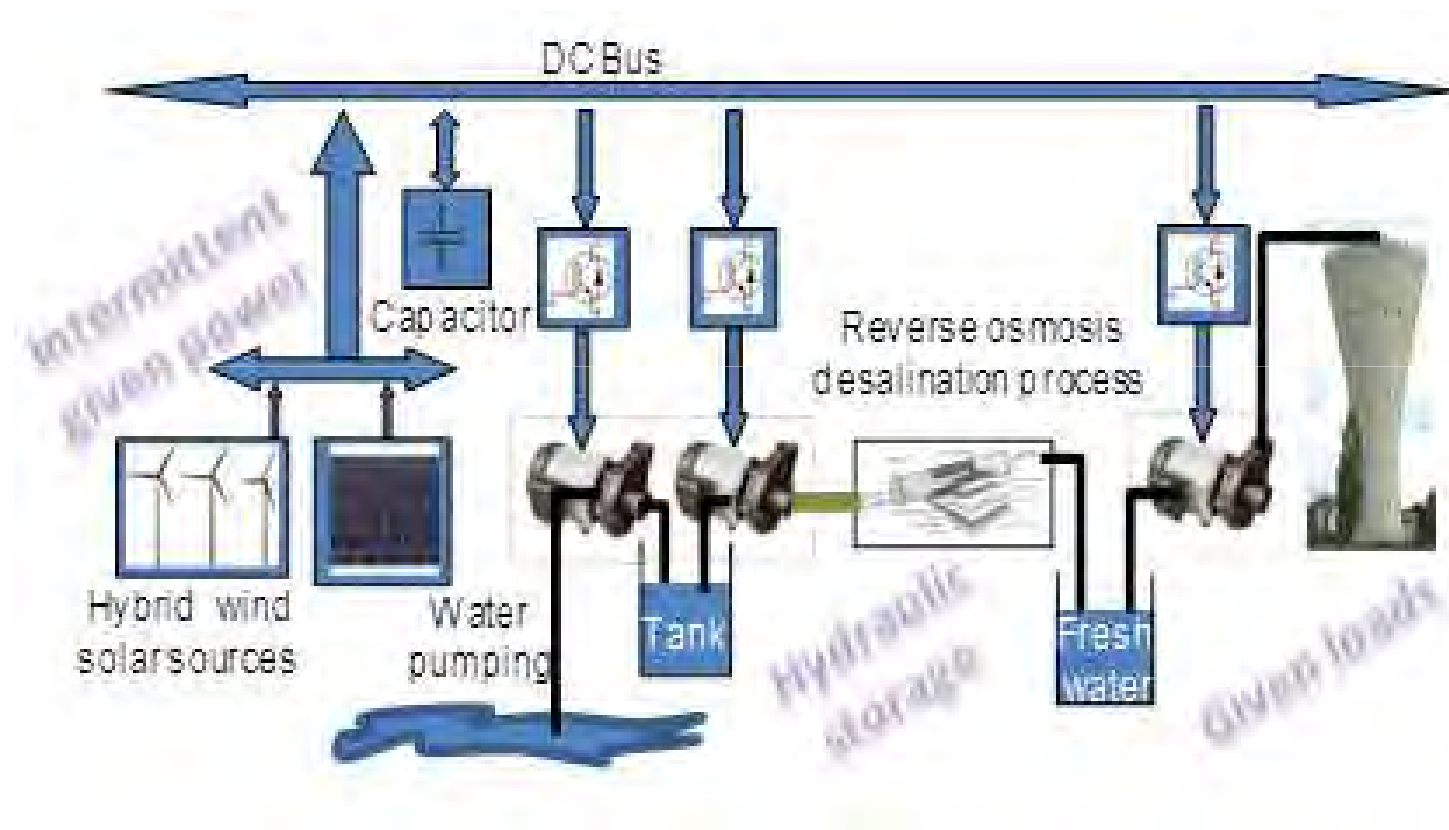 DC Bus
Intermittent
given power
Capacitor
Reverse osmosis
desalination process
Hybrid wind
solar sources
Water
pumping
Tank
Hydraulic
storage
Fresh
water
Given loads